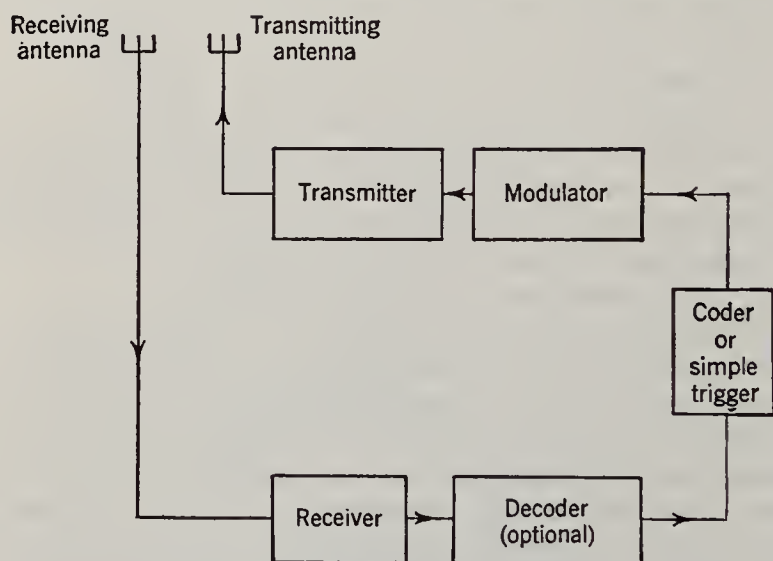 Receiving
antenna
Transmitting
antenna
Transmitter
Modulator
Coder
or
simple
trigger
Receiver
Decoder
(optional)